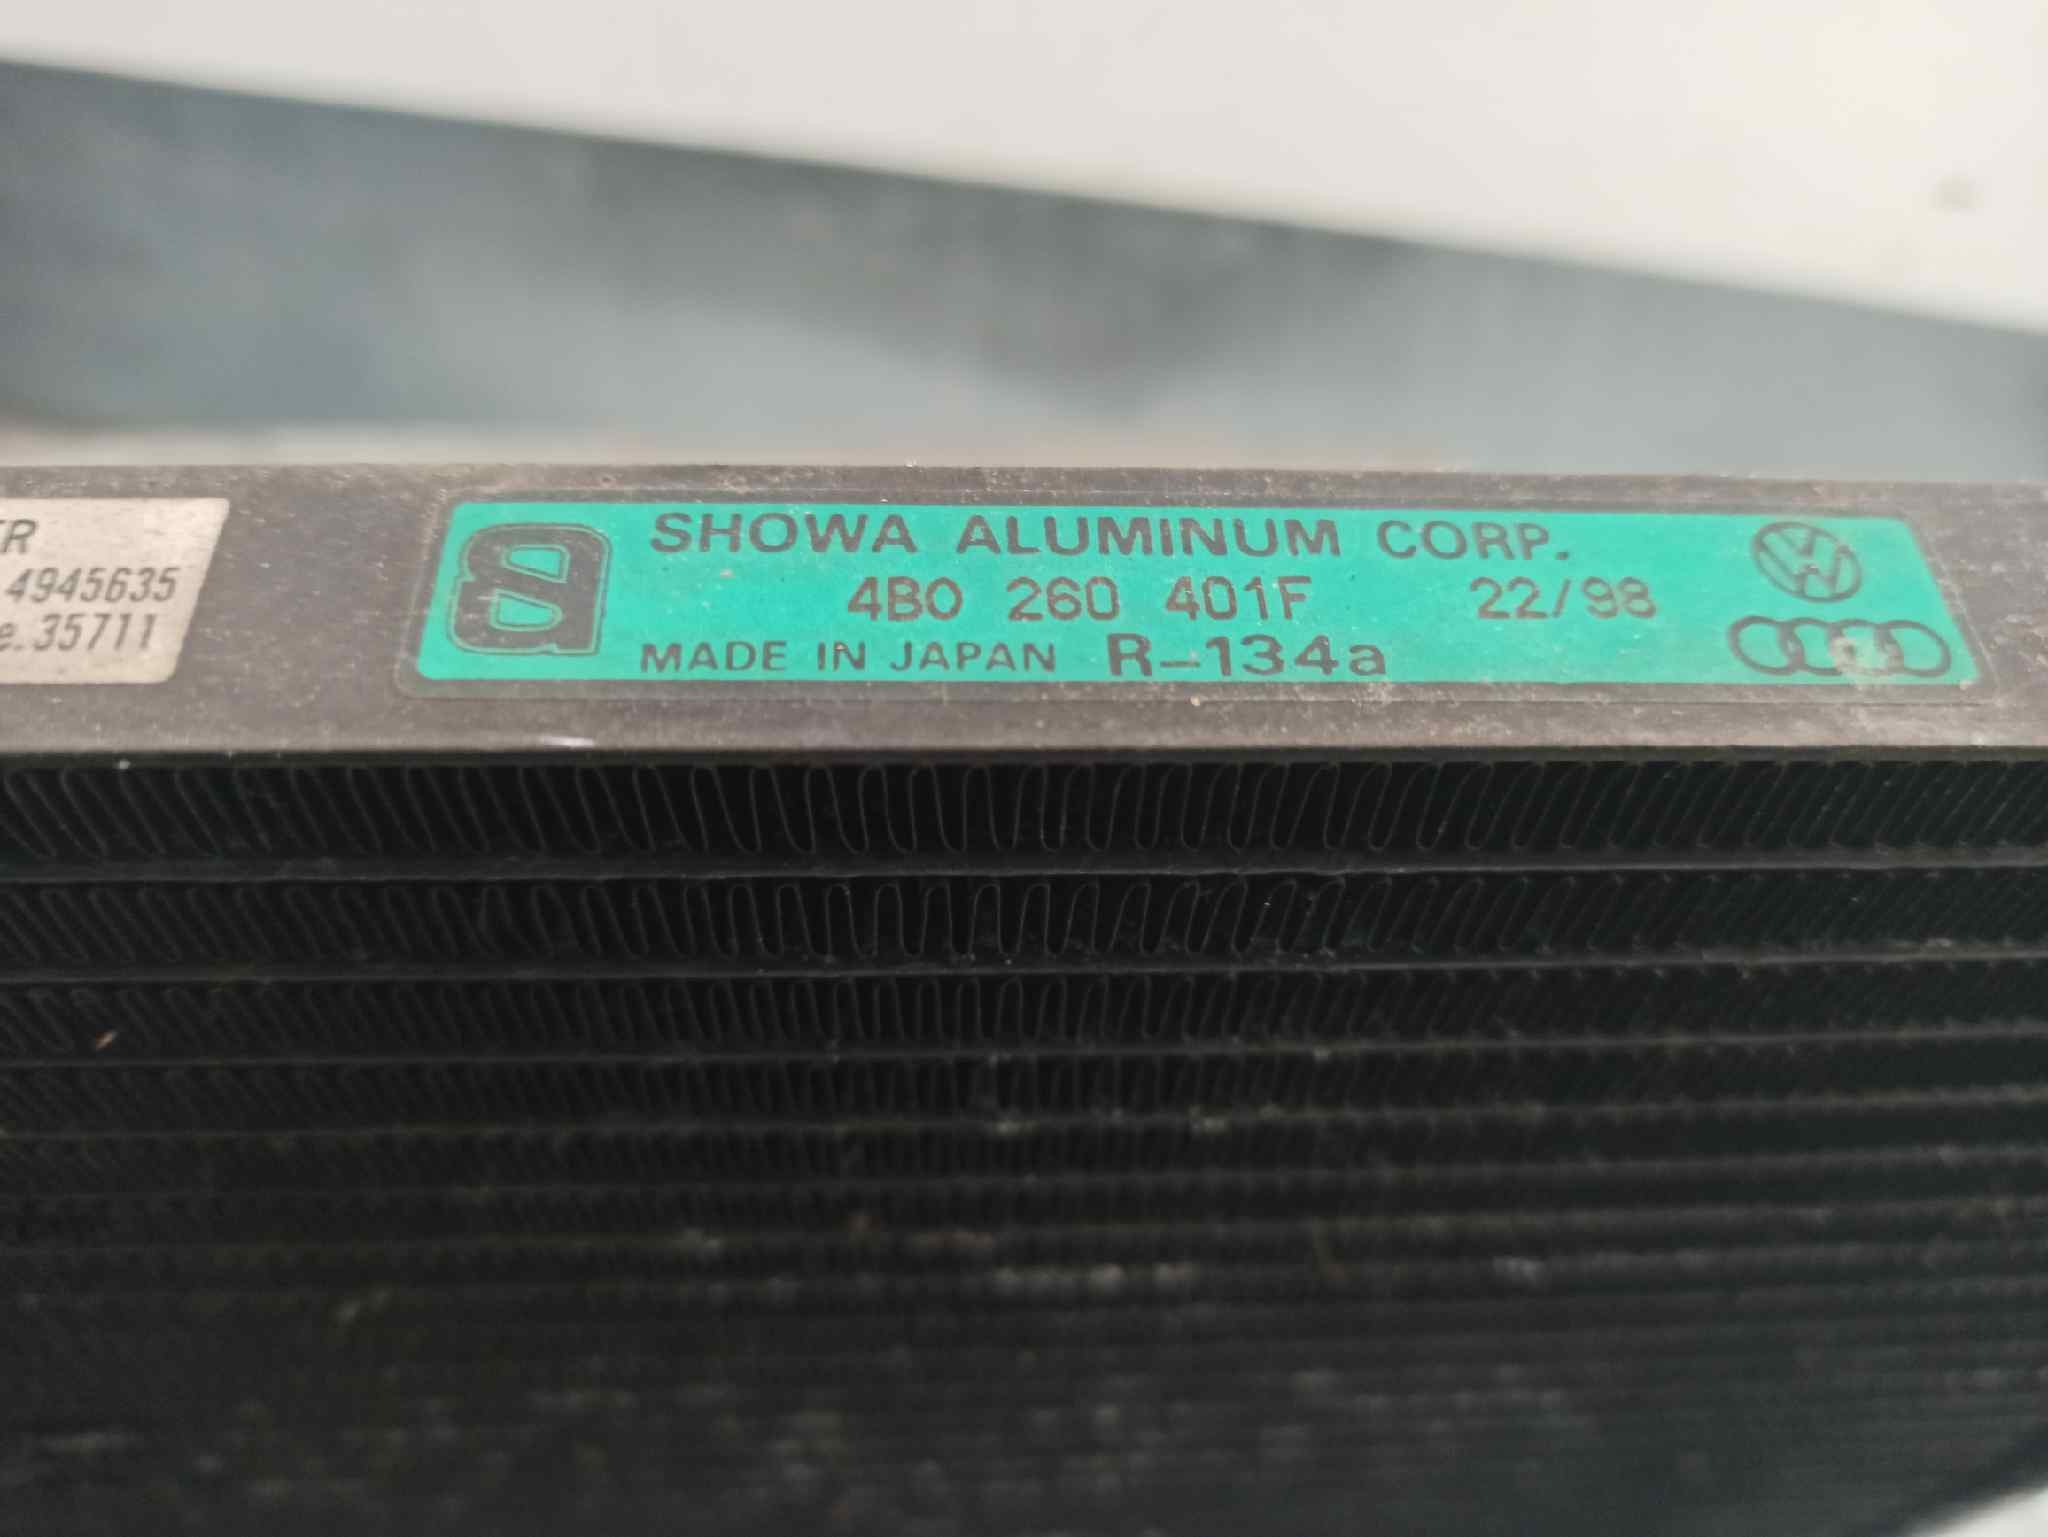 4945635
35711
SHOWA ALUMINUM CORP.
4B0 260 401F 22/98
MADE IN JAPAN R-134a